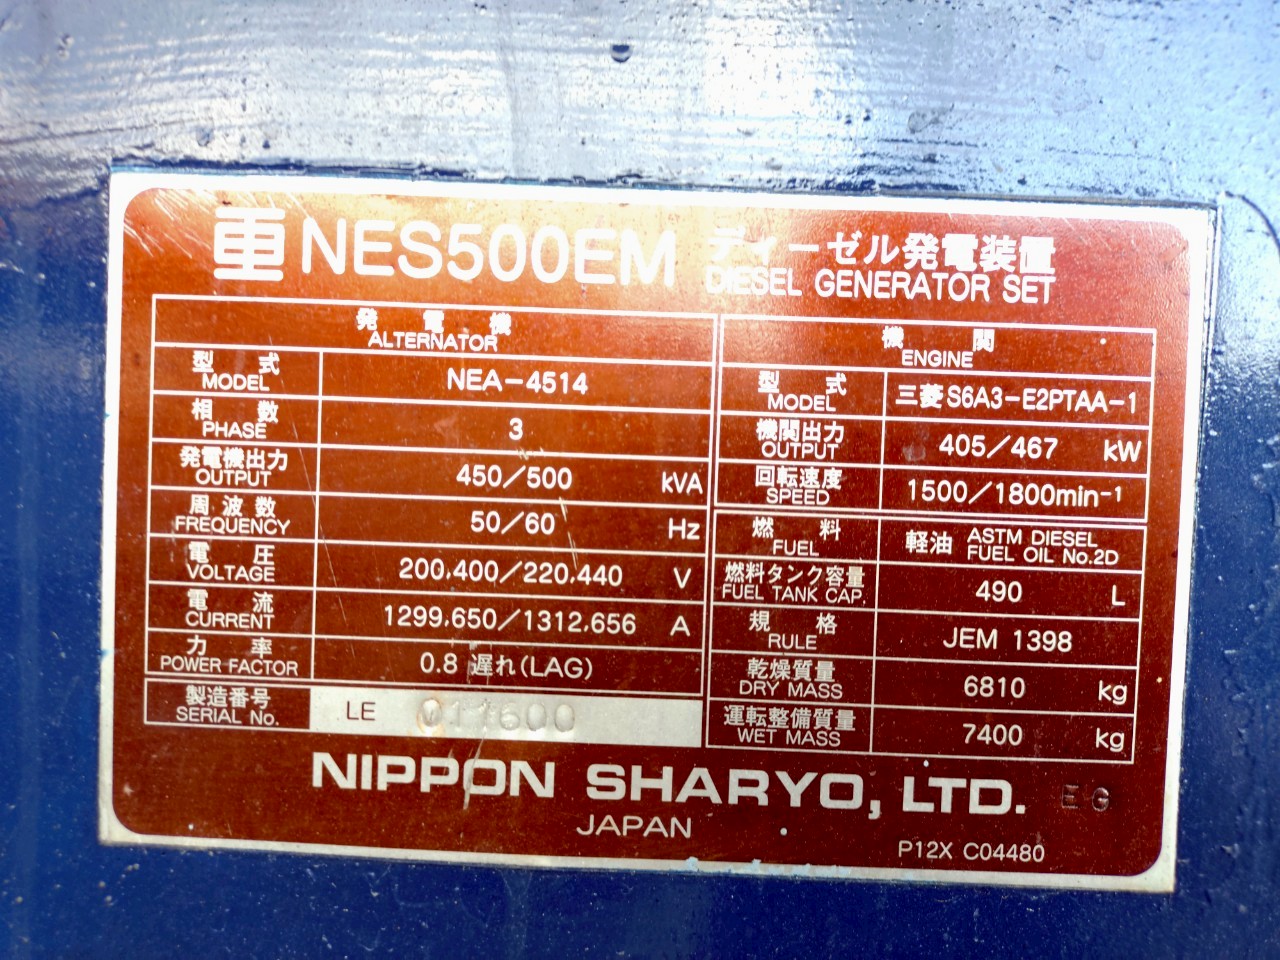 NES500EM ディーゼル発電装置
DIESEL GENERATOR SET
発電機
ALTERNATOR
型式 NEA-4514
MODEL
相数 3
PHASE
発電機出力 450/500 kVA
OUTPUT
周波数 50/60 Hz
FREQUENCY
電圧 200,400/220,440 V
VOLTAGE
電流 1299,650/1312,656 A
CURRENT
力率 0.8 遅れ(LAG)
POWER FACTOR
製造番号 LE 011600
SERIAL No.
機関
ENGINE
型式 三菱 S6A3-E2PTAA-1
MODEL
機関出力 405/467 kW
OUTPUT
回転速度 1500/1800min⁻¹
SPEED
燃料 軽油 ASTM DIESEL
FUEL FUEL OIL No.2D
燃料タンク容量 490 L
FUEL TANK CAP.
規格 JEM 1398
RULE
乾燥質量 6810 kg
DRY MASS
運転整備質量 7400 kg
WET MASS
NIPPON SHARYO, LTD. EG
JAPAN
P12X C04480